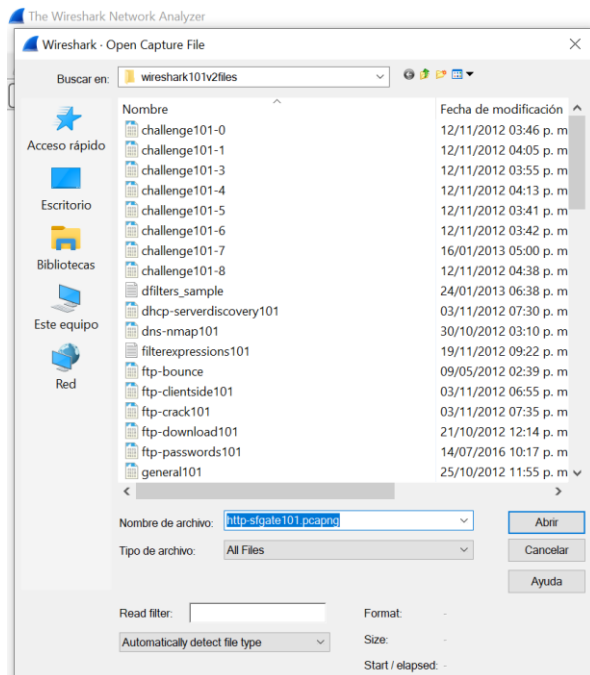 The Wireshark Network Analyzer
Wireshark · Open Capture File
Buscar en: wireshark101v2files
Nombre Fecha de modificación
challenge101-0 12/11/2012 03:46 p. m
challenge101-1 12/11/2012 04:05 p. m
challenge101-3 12/11/2012 03:55 p. m
challenge101-4 12/11/2012 04:13 p. m
challenge101-5 12/11/2012 03:41 p. m
challenge101-6 12/11/2012 03:42 p. m
challenge101-7 16/01/2013 05:00 p. m
challenge101-8 12/11/2012 04:38 p. m
dfilters_sample 24/01/2013 06:38 p. m
dhcp-serverdiscovery101 03/11/2012 07:30 p. m
dns-nmap101 30/10/2012 03:10 p. m
filterexpressions101 19/11/2012 09:22 p. m
ftp-bounce 09/05/2012 02:39 p. m
ftp-clientside101 03/11/2012 06:55 p. m
ftp-crack101 03/11/2012 07:35 p. m
ftp-download101 21/10/2012 12:14 p. m
ftp-passwords101 14/07/2016 10:17 p. m
general101 25/10/2012 11:55 p. m
Acceso rápido
Escritorio
Bibliotecas
Este equipo
Red
Nombre de archivo: http-sfgate101.pcapng Abrir
Tipo de archivo: All Files Cancelar
Ayuda
Read filter: Format: -
Automatically detect file type Size: -
Start / elapsed: -